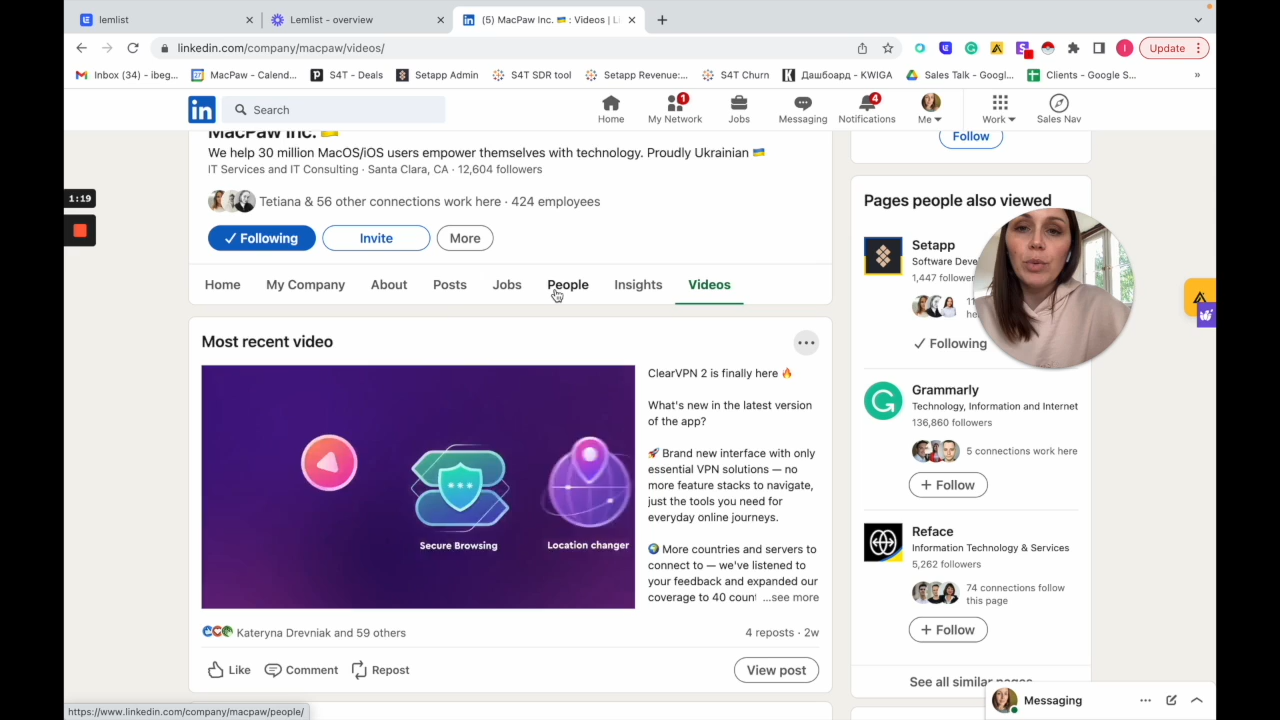 lemlist
Lemlist - overview
(5) MacPaw Inc. 🇺🇦 : Videos | Li
linkedin.com/company/macpaw/videos/
Update
Inbox (34) - ibeg...
MacPaw - Calend...
S4T - Deals
Setapp Admin
S4T SDR tool
Setapp Revenue:...
S4T Churn
Дашбоард - KWIGA
Sales Talk - Googl...
Clients - Google S...
»
in
Search
1
4
Home
My Network
Jobs
Messaging
Notifications
Me
Work
Sales Nav
MacPaw Inc. 🇺🇦
We help 30 million MacOS/iOS users empower themselves with technology. Proudly Ukrainian 🇺🇦
IT Services and IT Consulting · Santa Clara, CA · 12,604 followers
1:19
Tetiana & 56 other connections work here · 424 employees
✓ Following
Invite
More
Home
My Company
About
Posts
Jobs
People
Insights
Videos
Most recent video
Secure Browsing
Location changer
ClearVPN 2 is finally here 🔥
What's new in the latest version
of the app?
🚀 Brand new interface with only
essential VPN solutions — no
more feature stacks to navigate,
just the tools you need for
everyday online journeys.
🌍 More countries and servers to
connect to — we've listened to
your feedback and expanded our
coverage to 40 coun ...see more
Kateryna Drevniak and 59 others
4 reposts · 2w
Like
Comment
Repost
View post
Follow
Pages people also viewed
Setapp
Software Deve
1,447 follower
11
he
✓ Following
Grammarly
Technology, Information and Internet
136,860 followers
5 connections work here
+ Follow
Reface
Information Technology & Services
5,262 followers
74 connections follow
this page
+ Follow
See all similar pages
Messaging
https://www.linkedin.com/company/macpaw/people/